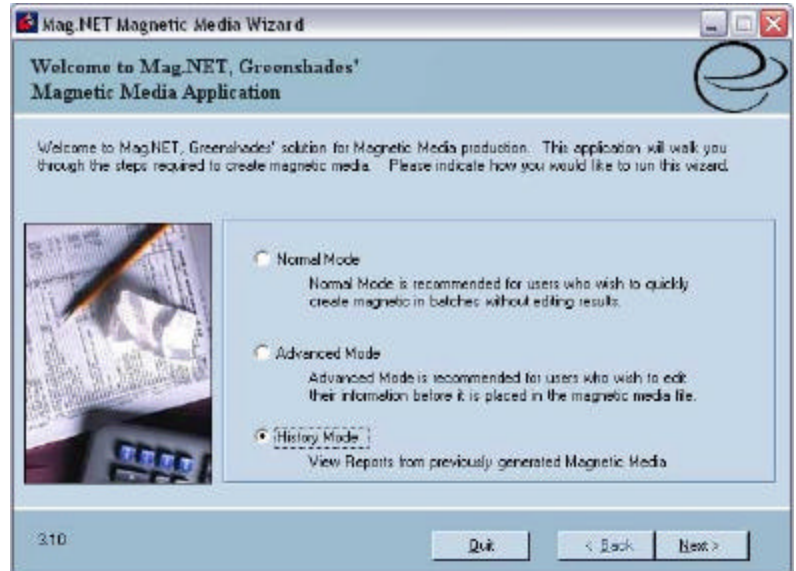 Mag.NET Magnetic Media Wizard
Welcome to Mag.NET, Greenshades'
Magnetic Media Application
Welcome to Mag.NET, Greenshades' solution for Magnetic Media production. This application will walk you
through the steps required to create magnetic media. Please indicate how you would like to run this wizard.
Normal Mode
Normal Mode is recommended for users who wish to quickly
create magnetic in batches without editing results.
Advanced Mode
Advanced Mode is recommended for users who wish to edit
their information before it is placed in the magnetic media file.
History Mode
View Reports from previously generated Magnetic Media
3.10
Quit
< Back
Next >